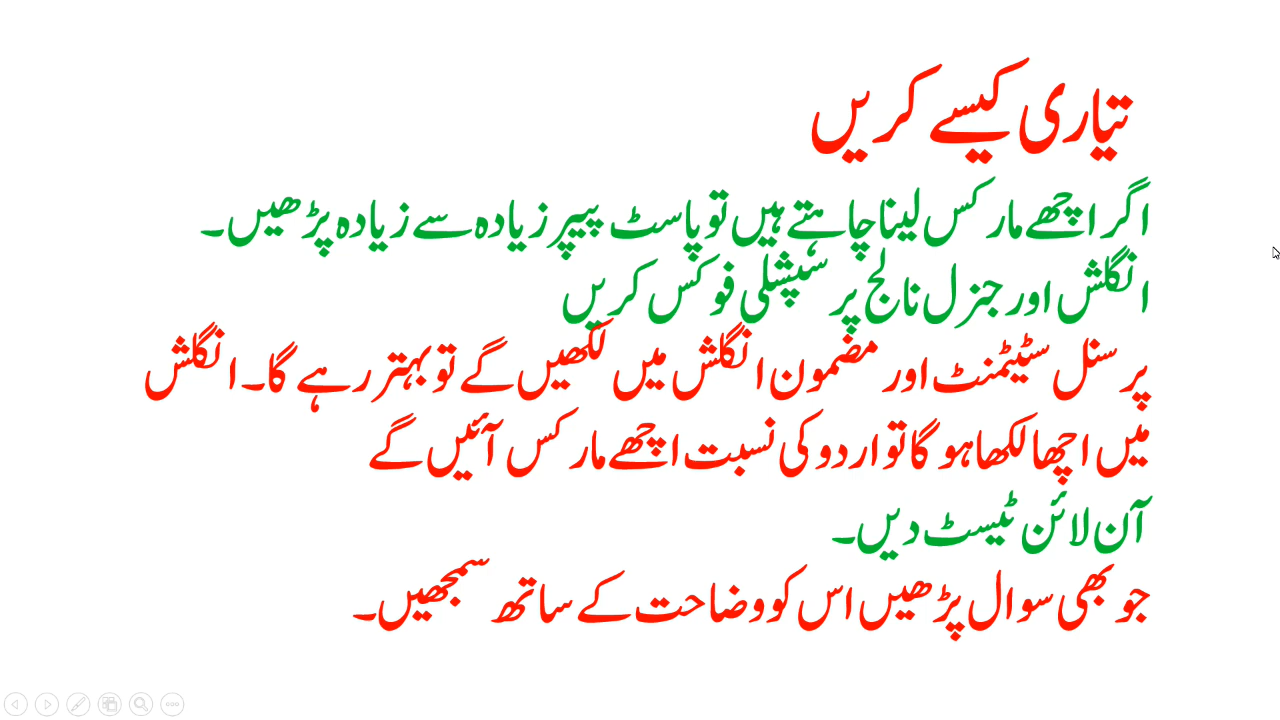 تیاری کیسے کریں
اگر اچھے مارکس لینا چاہتے ہیں تو پاسٹ پیپر زیادہ سے زیادہ پڑھیں۔
انگلش اور جنرل نالج پر سپیشلی فوکس کریں
پرسنل سٹیٹمنٹ اور مضمون انگلش میں لکھیں گے تو بہتر رہے گا۔ انگلش
میں اچھا لکھا ہو گا تو اردو کی نسبت اچھے مارکس آئیں گے
آن لائن ٹیسٹ دیں۔
جو بھی سوال پڑھیں اس کو وضاحت کے ساتھ سمجھیں۔